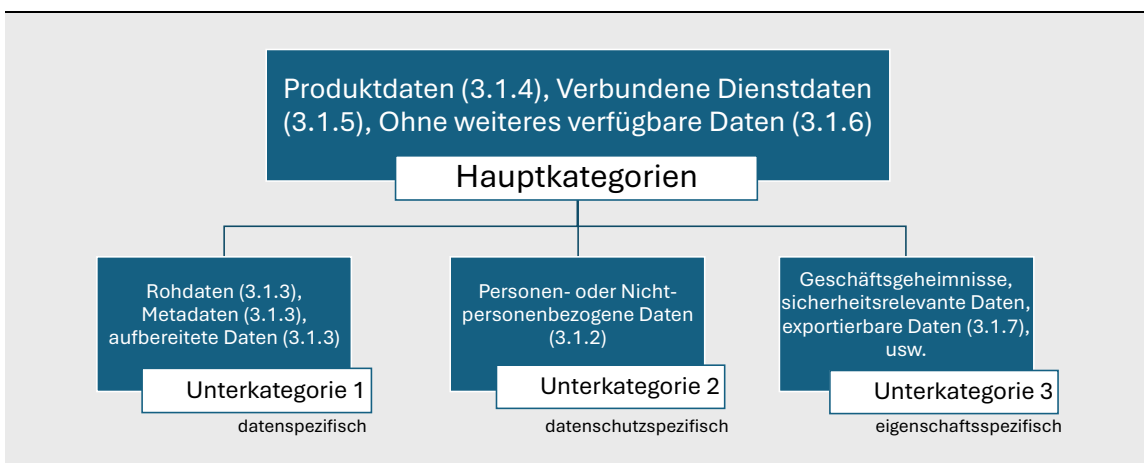 Produktdaten (3.1.4), Verbundene Dienstdaten
(3.1.5), Ohne weiteres verfügbare Daten (3.1.6)
Hauptkategorien
Rohdaten (3.1.3),
Metadaten (3.1.3),
aufbereitete Daten (3.1.3)
Unterkategorie 1
datenspezifisch
Personen- oder Nicht-
personenbezogene Daten
(3.1.2)
Unterkategorie 2
datenschutzspezifisch
Geschäftsgeheimnisse,
sicherheitsrelevante Daten,
exportierbare Daten (3.1.7),
usw.
Unterkategorie 3
eigenschaftsspezifisch